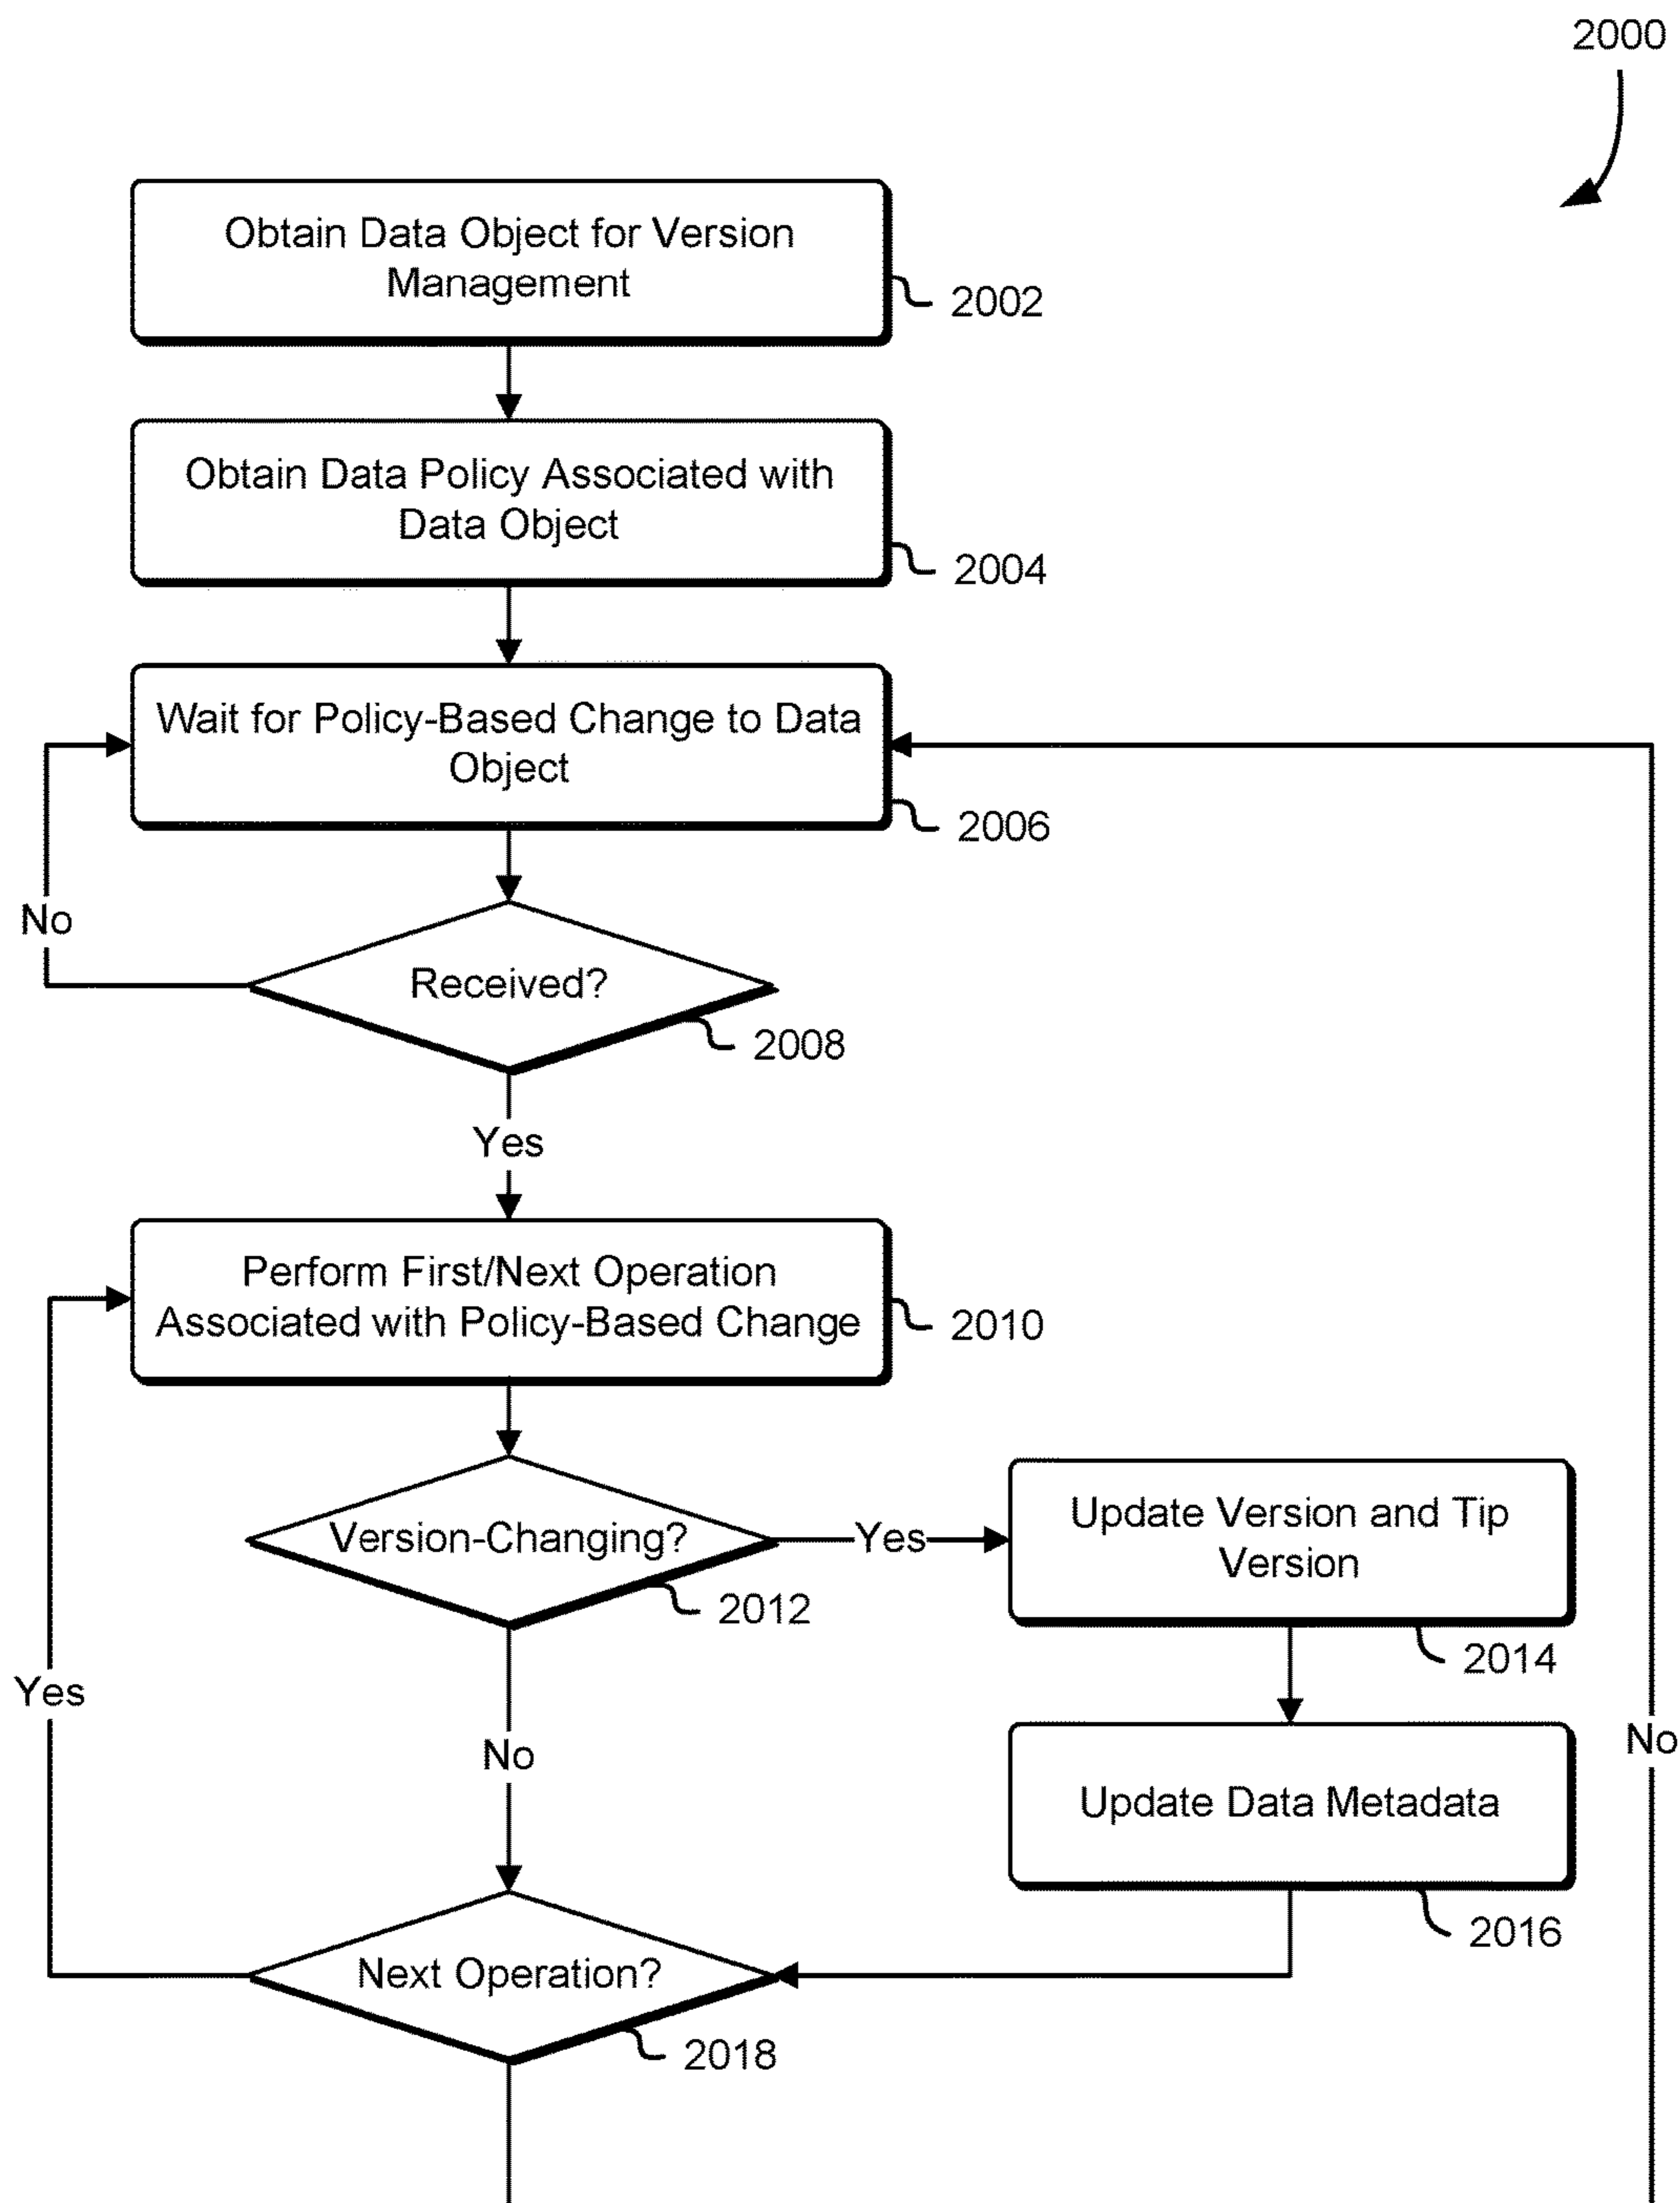 2000
Obtain Data Object for Version
Management
2002
Obtain Data Policy Associated with
Data Object
2004
Wait for Policy-Based Change to Data
Object
2006
No
Received?
2008
Yes
Perform First/Next Operation
Associated with Policy-Based Change
2010
Version-Changing?
2012
Yes
Update Version and Tip
Version
2014
Yes
No
No
Update Data Metadata
2016
Next Operation?
2018